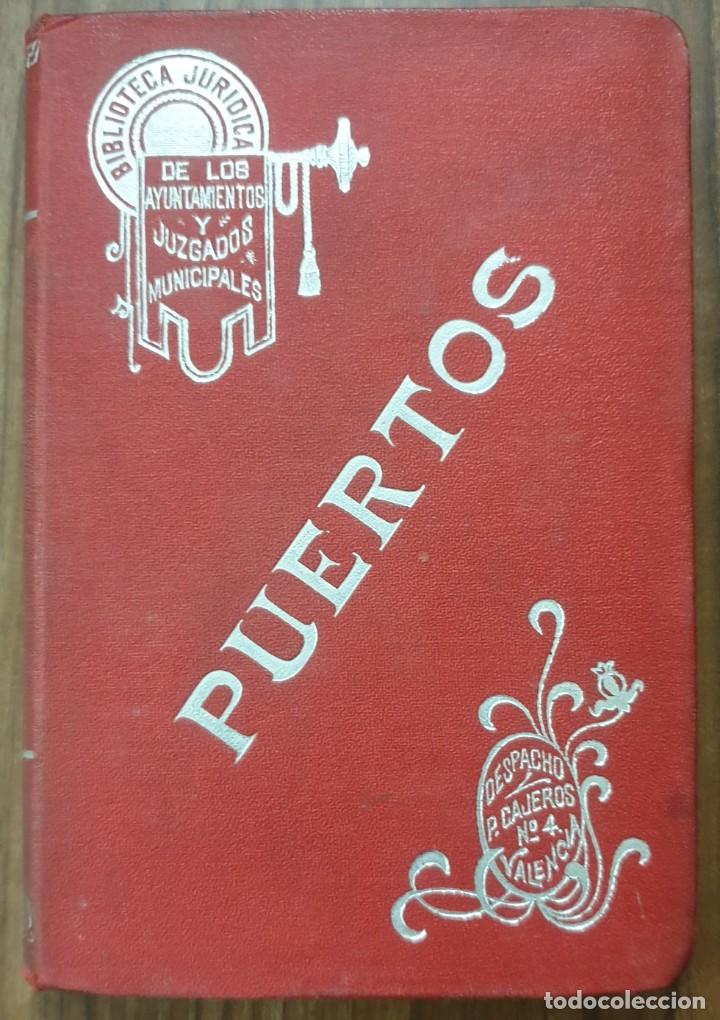 BIBLIOTECA JURIDICA
DE LOS
AYUNTAMIENTOS
Y
JUZGADOS
MUNICIPALES
PUERTOS
DESPACHO
P. CAJEROS
Nº 4.
VALENCIA
todocoleccion